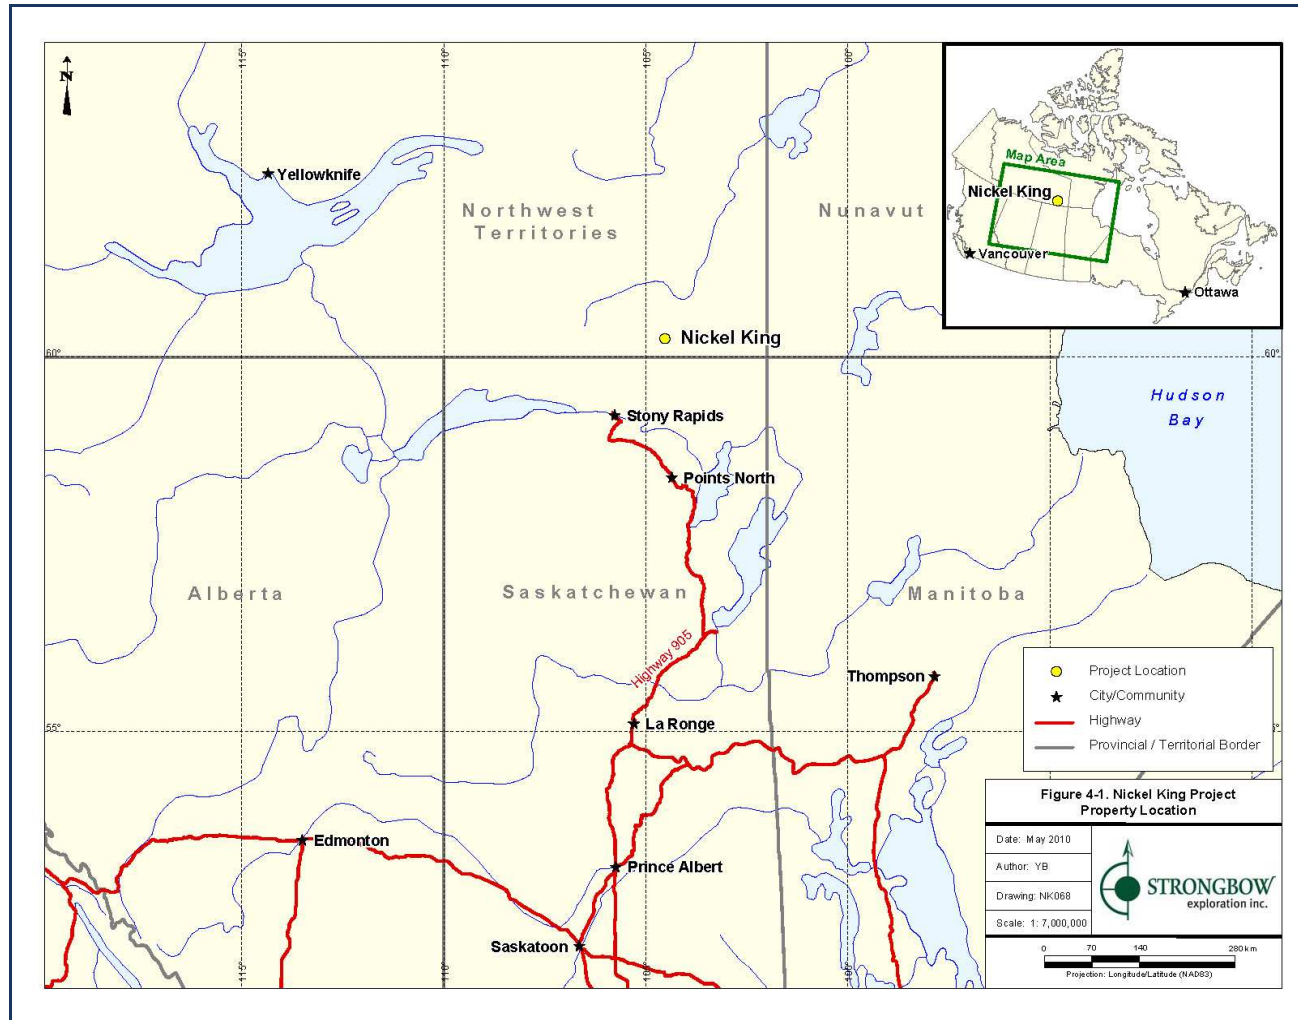 N
115°
110°
105°
100°
Yellowknife
Northwest
Territories
Nunavut
Map Area
Nickel King
Vancouver
Ottawa
Nickel King
60°
60°
Hudson
Bay
Stony Rapids
Points North
Alberta
Saskatchewan
Manitoba
Highway 905
Thompson
La Ronge
55°
Project Location
City/Community
Highway
Provincial / Territorial Border
Edmonton
Prince Albert
Saskatoon
115°
110°
Figure 4-1. Nickel King Project
Property Location
Date: May 2010
Author: YB
Drawing: NK068
Scale: 1: 7,000,000
STRONGBOW
exploration inc.
0 70 140 280 km
Projection: Longitude/Latitude (NAD83)